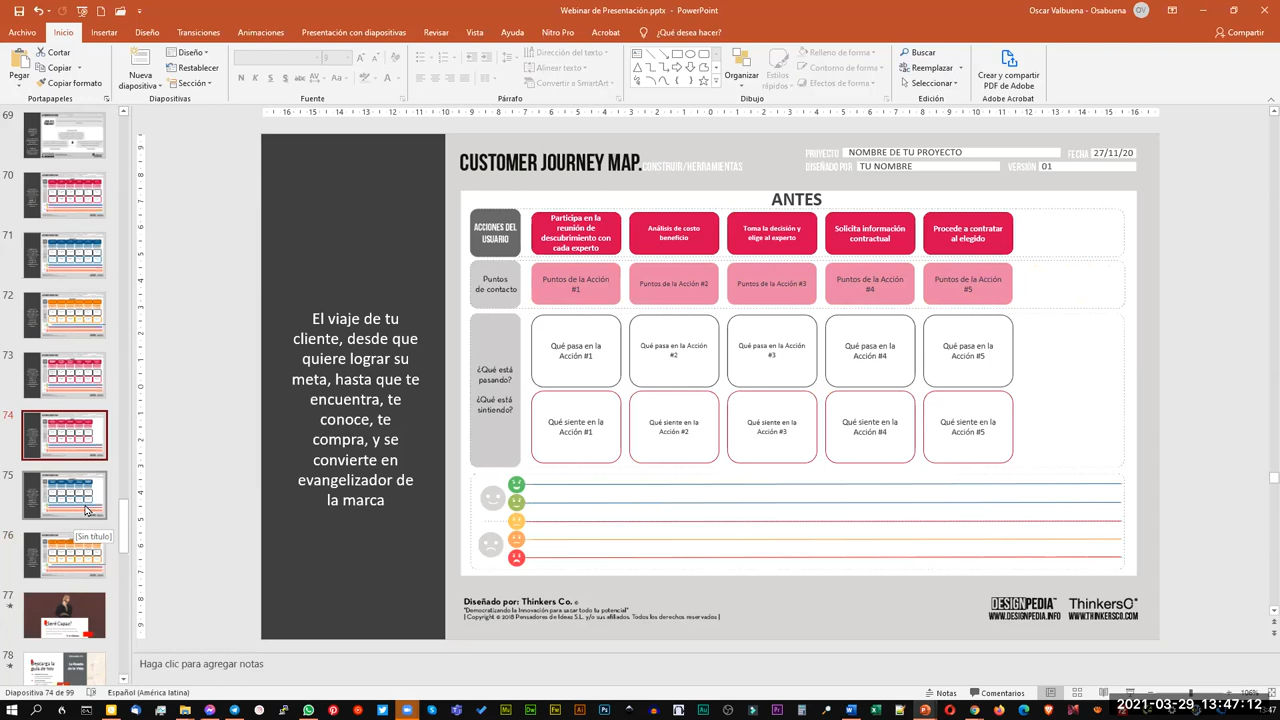 Webinar de Presentación.pptx - PowerPoint
Oscar Valbuena - Osabuena
OV
Archivo Inicio Insertar Diseño Transiciones Animaciones Presentación con diapositivas Revisar Vista Ayuda Nitro Pro Acrobat ¿Qué desea hacer? Compartir
Pegar
Cortar
Copiar
Copiar formato
Portapapeles
Nueva diapositiva
Diseño
Restablecer
Sección
Diapositivas
N K S
Fuente
Dirección del texto
Alinear texto
Convertir a SmartArt
Párrafo
Organizar
Estilos rápidos
Relleno de forma
Contorno de forma
Efectos de forma
Dibujo
Buscar
Reemplazar
Seleccionar
Edición
Crear y compartir
PDF de Adobe
Adobe Acrobat
69
71
74
75
[Sin título]
76
77
78
El viaje de tu
cliente, desde que
quiere lograr su
meta, hasta que te
encuentra, te
conoce, te
compra, y se
convierte en
evangelizador de
la marca
CUSTOMER JOURNEY MAP. CONSTRUIR/HERRAMIENTAS
PROYECTO NOMBRE DE TU PROYECTO FECHA 27/11/20
DISEÑADO POR TU NOMBRE VERSIÓN 01
ANTES
ACCIONES DEL
USUARIO
Participa en la
reunión de
descubrimiento con
cada experto
Análisis de costo
beneficio
Toma la decisión y
elige al experto
Solicita información
contractual
Procede a contratar
al elegido
Puntos
de contacto
Puntos de la Acción
#1
Puntos de la Acción #2
Puntos de la Acción #3
Puntos de la Acción
#4
Puntos de la Acción
#5
¿Qué está
pasando?
Qué pasa en la
Acción #1
Qué pasa en la Acción
#2
Qué pasa en la Acción
#3
Qué pasa en la
Acción #4
Qué pasa en la
Acción #5
¿Qué está
sintiendo?
Qué siente en la
Acción #1
Qué siente en la
Acción #2
Qué siente en la
Acción #3
Qué siente en la
Acción #4
Qué siente en la
Acción #5
Diseñado por: Thinkers Co. ©
"Democratizando la Innovación para sacar todo tu potencial"
[ Copyright © 2018 Pensadores de Ideas S.L. y/o sus afiliados. Todos los derechos reservados ]
DESIGNPEDIA™
WWW.DESIGNPEDIA.INFO
ThinkersCo®
WWW.THINKERSCO.COM
Haga clic para agregar notas
Diapositiva 74 de 99 Español (América latina) Notas Comentarios 106%
2021-03-29 13:47:12